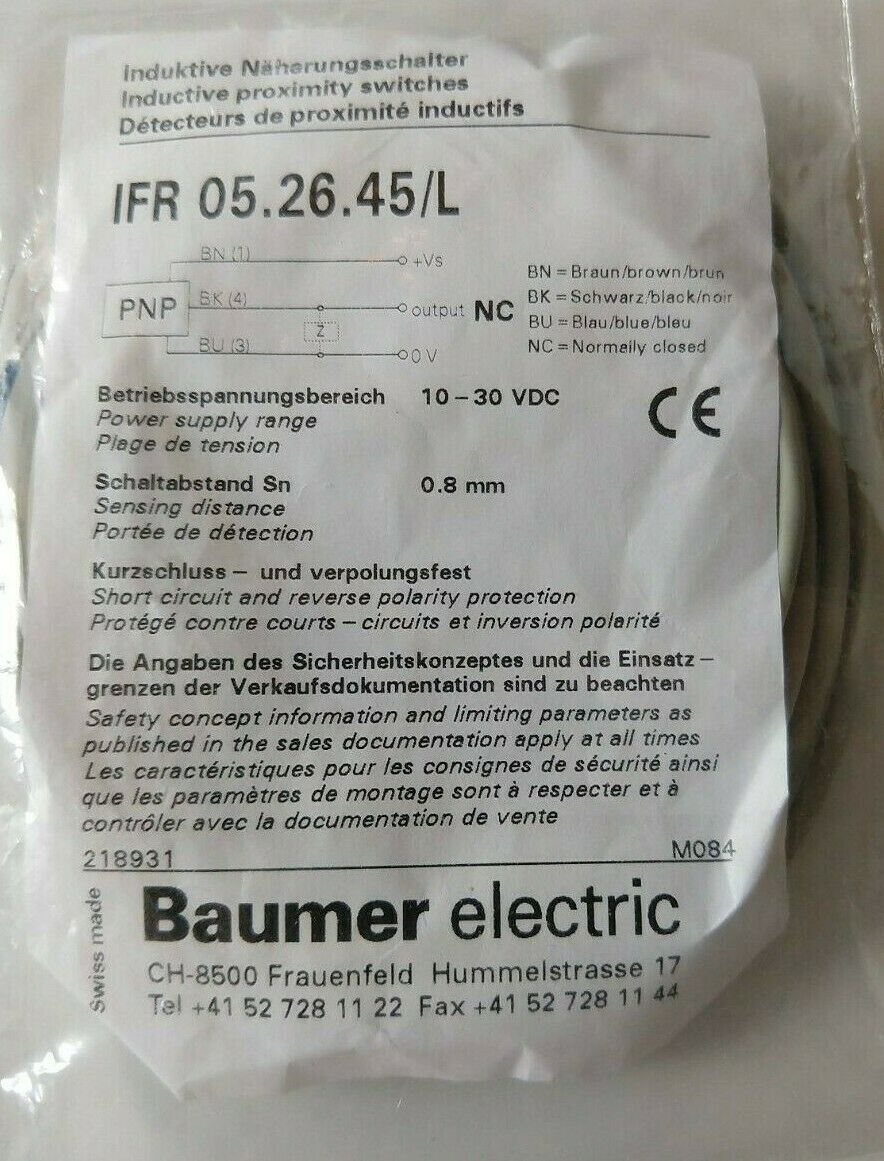 Induktive Näherungsschalter
Inductive proximity switches
Détecteurs de proximité inductifs
IFR 05.26.45/L
BN (1)
+Vs
PNP
BK (4)
output NC
Z
BU (3)
0 V
BN = Braun/brown/brun
BK = Schwarz/black/noir
BU = Blau/blue/bleu
NC = Normally closed
Betriebsspannungsbereich 10 – 30 VDC
Power supply range
Plage de tension
CE
Schaltabstand Sn 0.8 mm
Sensing distance
Portée de détection
Kurzschluss – und verpolungsfest
Short circuit and reverse polarity protection
Protégé contre courts – circuits et inversion polarité
Die Angaben des Sicherheitskonzeptes und die Einsatz –
grenzen der Verkaufsdokumentation sind zu beachten
Safety concept information and limiting parameters as
published in the sales documentation apply at all times
Les caractéristiques pour les consignes de sécurité ainsi
que les paramètres de montage sont à respecter et à
contrôler avec la documentation de vente
218931 M084
Swiss made
Baumer electric
CH-8500 Frauenfeld Hummelstrasse 17
Tel +41 52 728 11 22 Fax +41 52 728 11 44